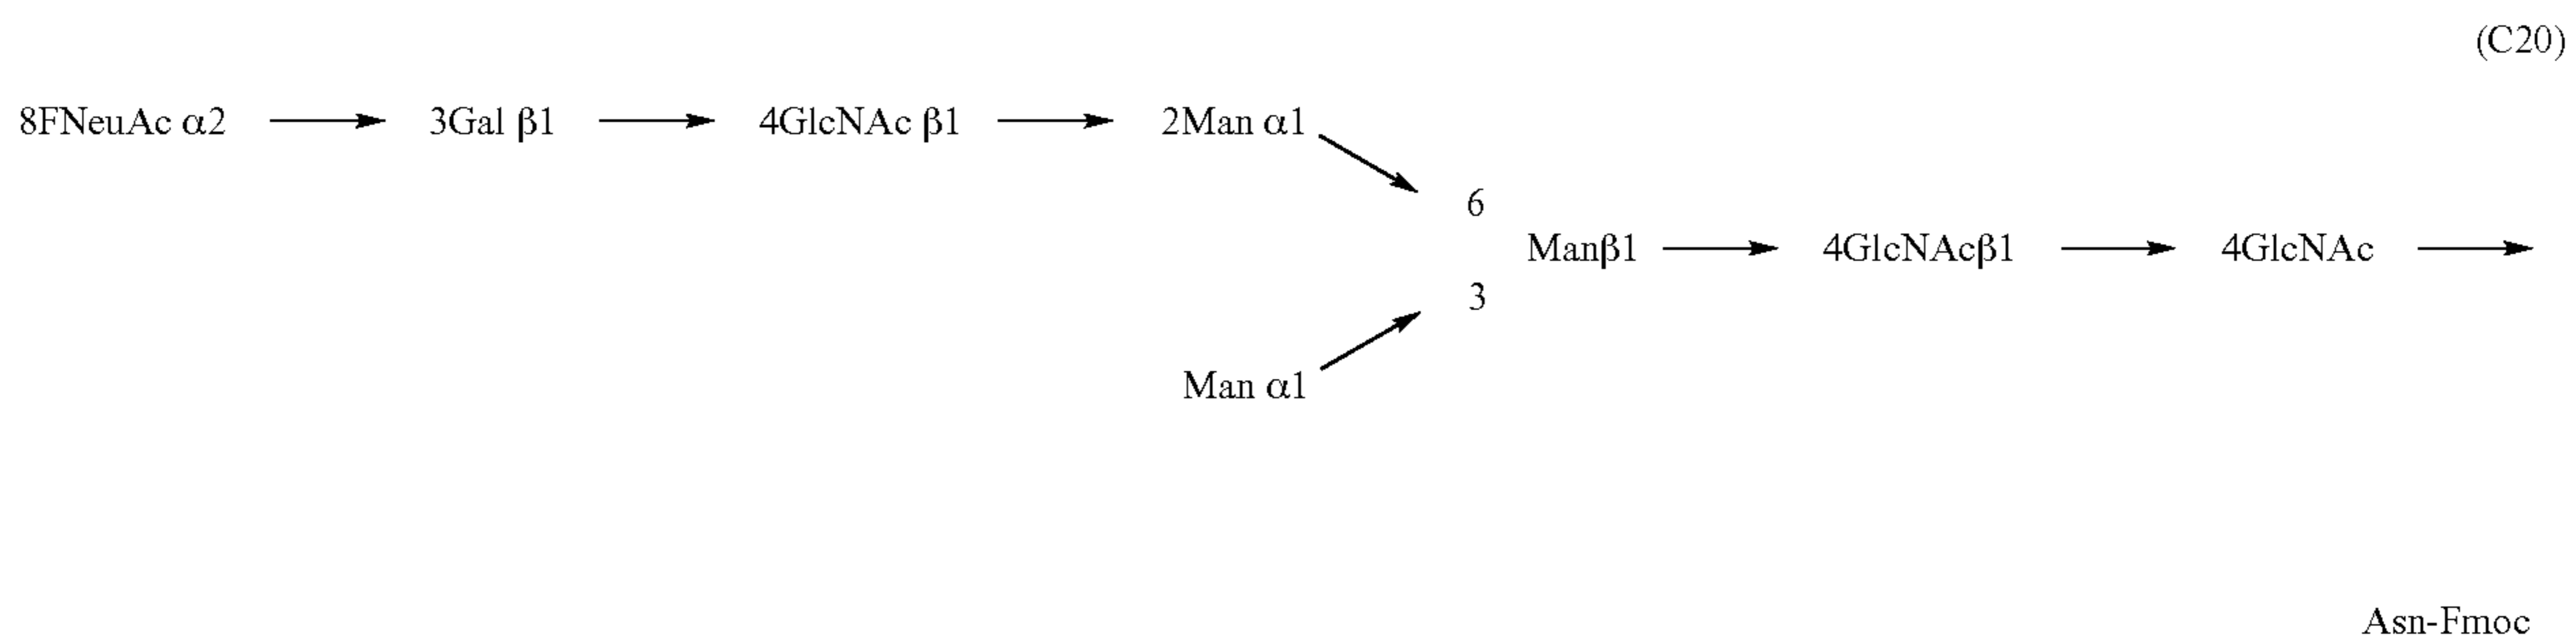 (C20)
8FNeuAc α2 → 3Gal β1 → 4GlcNAc β1 → 2Man α1
6
Manβ1 → 4GlcNAcβ1 → 4GlcNAc →
3
Man α1
Asn-Fmoc